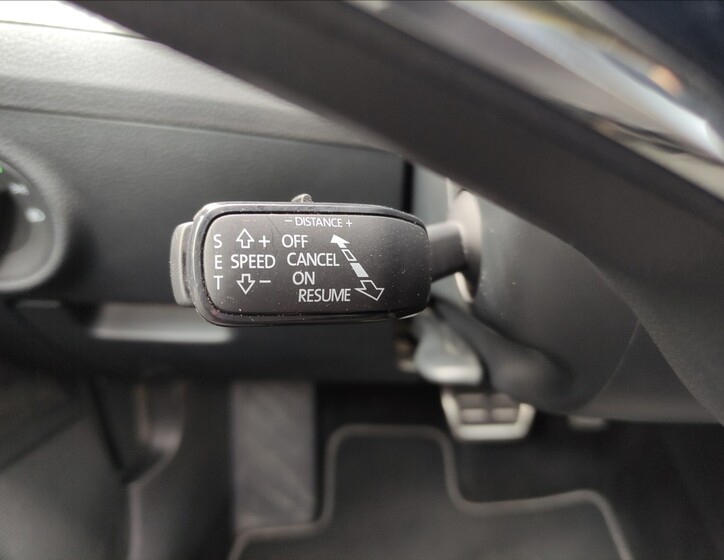 − DISTANCE +
S + OFF
E SPEED CANCEL
T − ON
RESUME